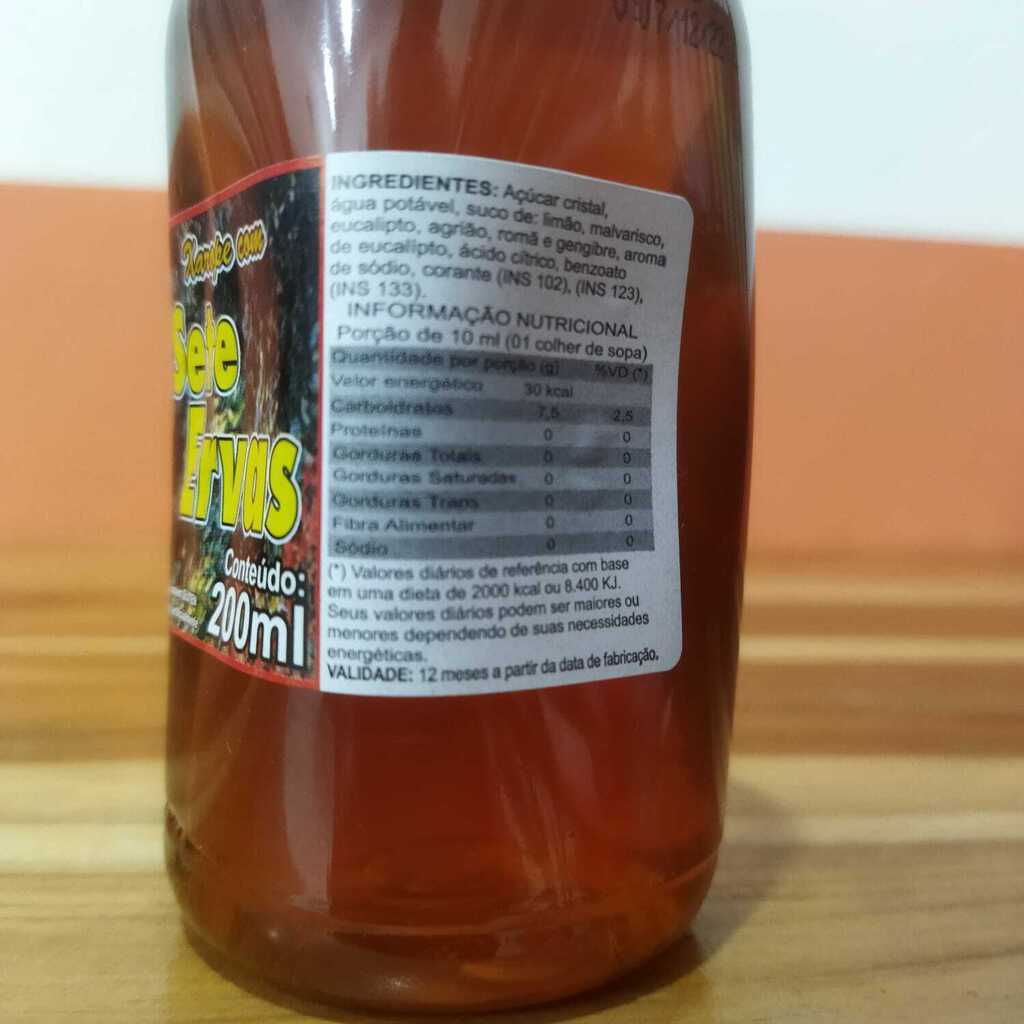 Xarope com
Sete
Ervas
Conteúdo:
200ml
INGREDIENTES: Açúcar cristal,
água potável, suco de: limão, malvarisco,
eucalipto, agrião, romã e gengibre, aroma
de eucalípto, ácido cítrico, benzoato
de sódio, corante (INS 102), (INS 123),
(INS 133).
INFORMAÇÃO NUTRICIONAL
Porção de 10 ml (01 colher de sopa)
Quantidade por porção (g) %VD (*)
Valor energético 30 kcal
Carboidratos 7,5 2,5
Proteínas 0 0
Gorduras Totais 0 0
Gorduras Saturadas 0 0
Gorduras Trans 0 0
Fibra Alimentar 0 0
Sódio 0 0
(*) Valores diários de referência com base
em uma dieta de 2000 kcal ou 8.400 KJ.
Seus valores diários podem ser maiores ou
menores dependendo de suas necessidades
energéticas.
VALIDADE: 12 meses a partir da data de fabricação.